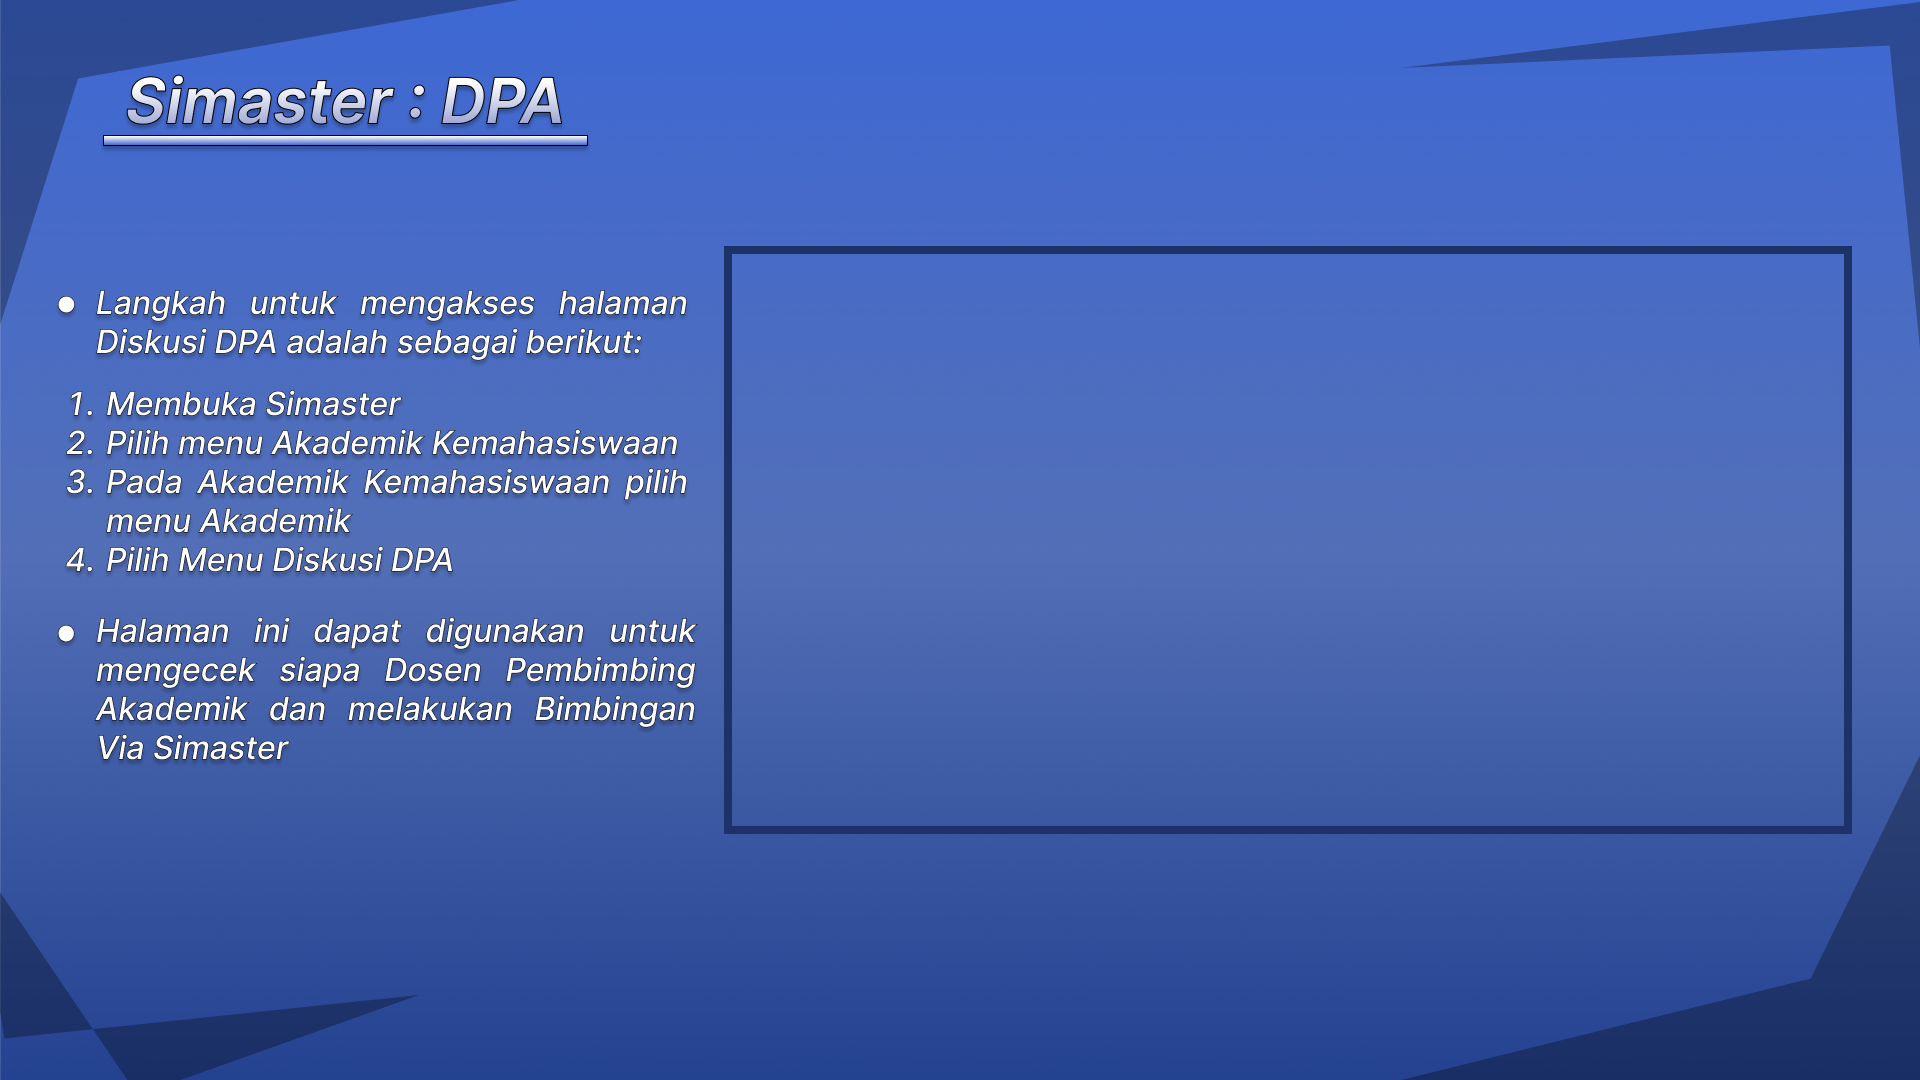 Simaster : DPA
● Langkah untuk mengakses halaman
Diskusi DPA adalah sebagai berikut:
1. Membuka Simaster
2. Pilih menu Akademik Kemahasiswaan
3. Pada Akademik Kemahasiswaan pilih
menu Akademik
4. Pilih Menu Diskusi DPA
● Halaman ini dapat digunakan untuk
mengecek siapa Dosen Pembimbing
Akademik dan melakukan Bimbingan
Via Simaster